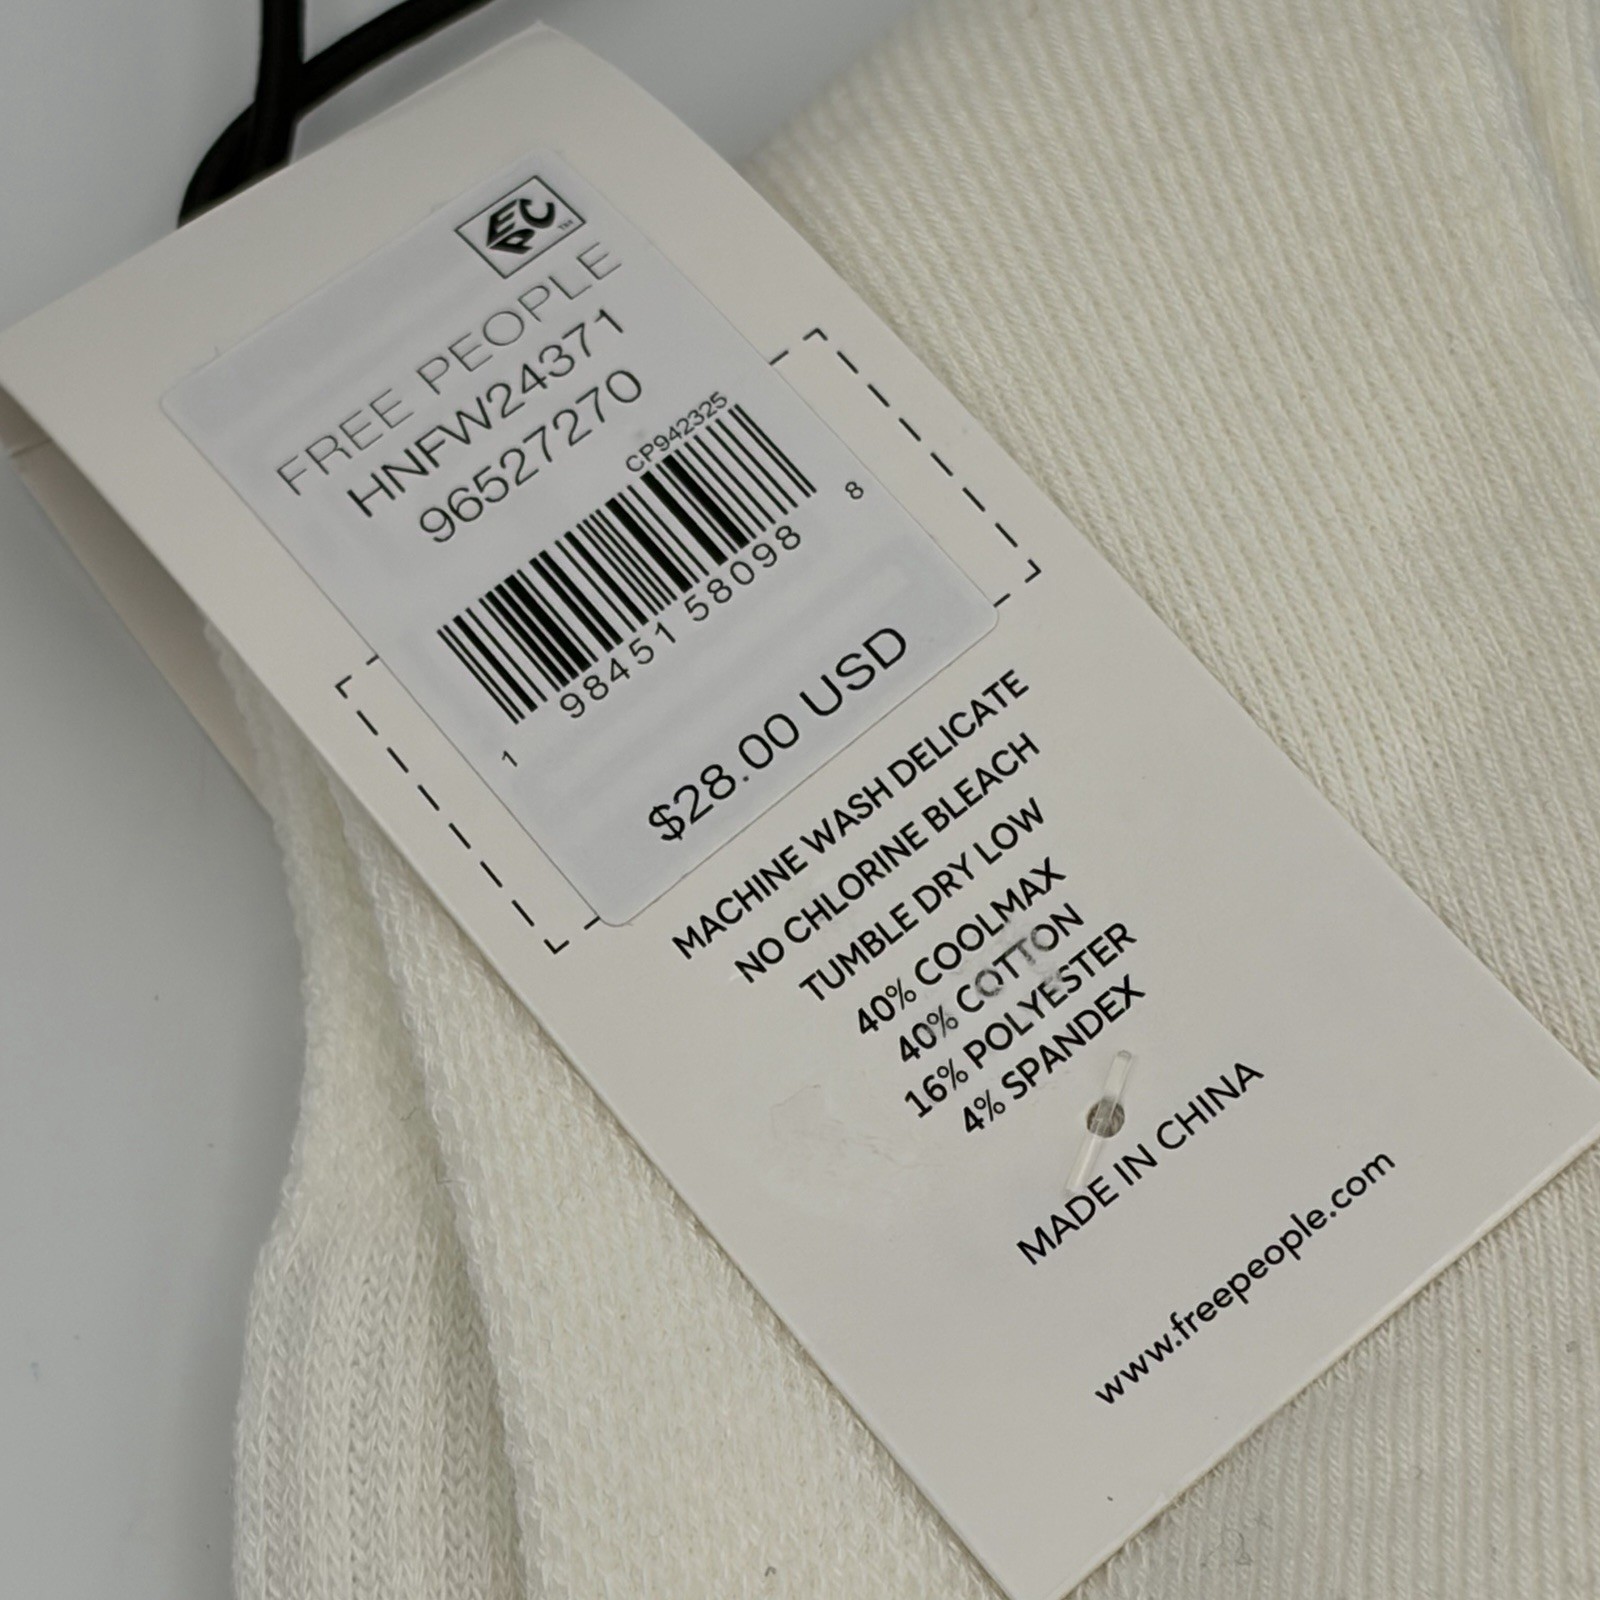 EPC™
FREE PEOPLE
HNFW24371
96527270
CP942325
1 98451 58098 8
$28.00 USD
MACHINE WASH DELICATE
NO CHLORINE BLEACH
TUMBLE DRY LOW
40% COOLMAX
40% COTTON
16% POLYESTER
4% SPANDEX
MADE IN CHINA
www.freepeople.com